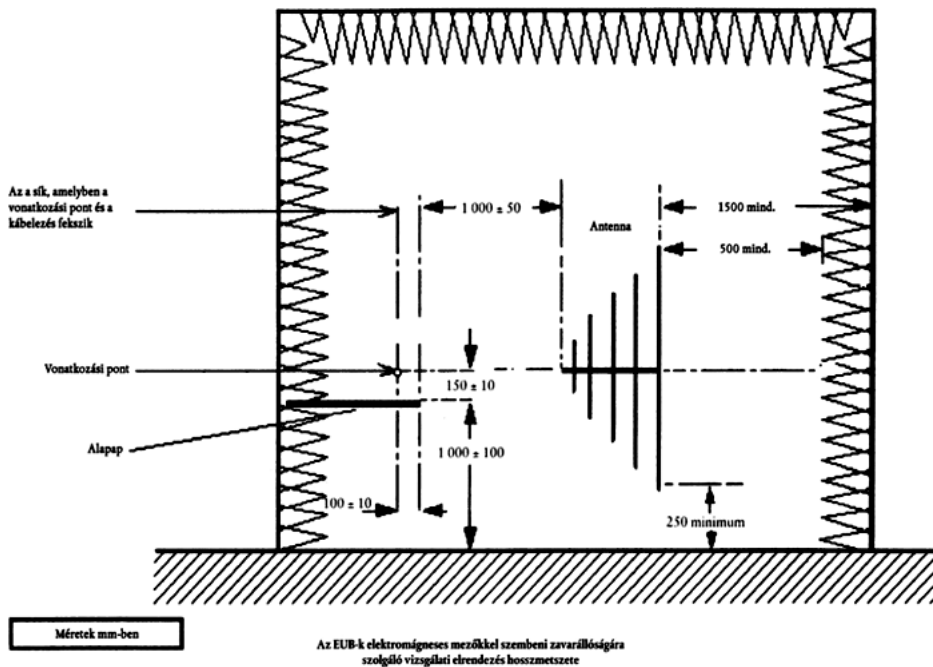 Az a sík, amelyben a
vonatkozási pont és a
kábelezés fekszik
1 000 ± 50
1500 mind.
Antenna
500 mind.
Vonatkozási pont
150 ± 10
Alapap
1 000 ± 100
100 ± 10
250 minimum
Méretek mm-ben
Az EUB-k elektromágneses mezőkkel szembeni zavarállóságára
szolgáló vizsgálati elrendezés hosszmetszete